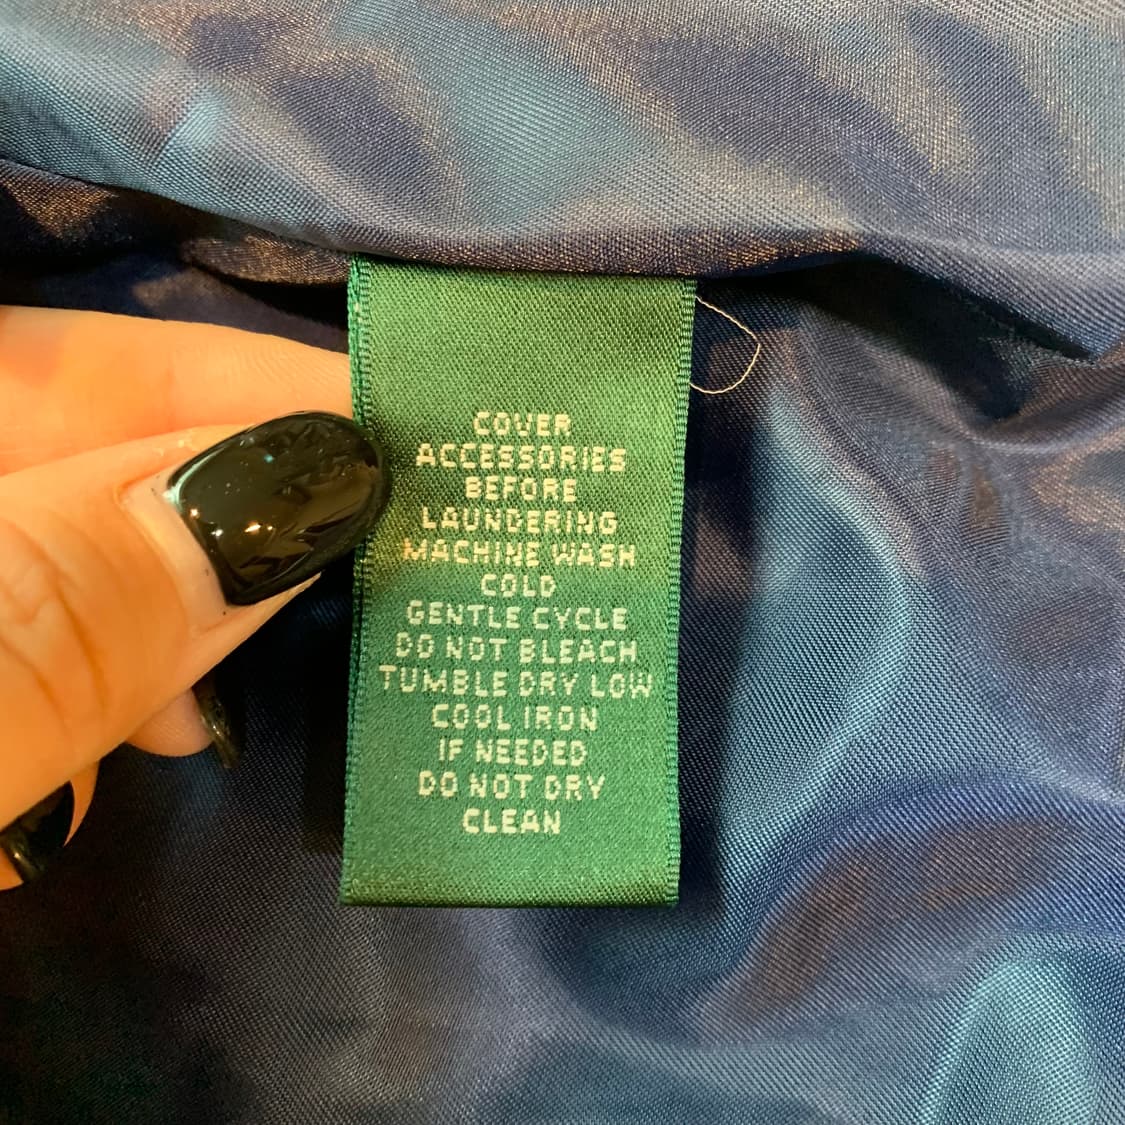 COVER
ACCESSORIES
BEFORE
LAUNDERING
MACHINE WASH
COLD
GENTLE CYCLE
DO NOT BLEACH
TUMBLE DRY LOW
COOL IRON
IF NEEDED
DO NOT DRY
CLEAN